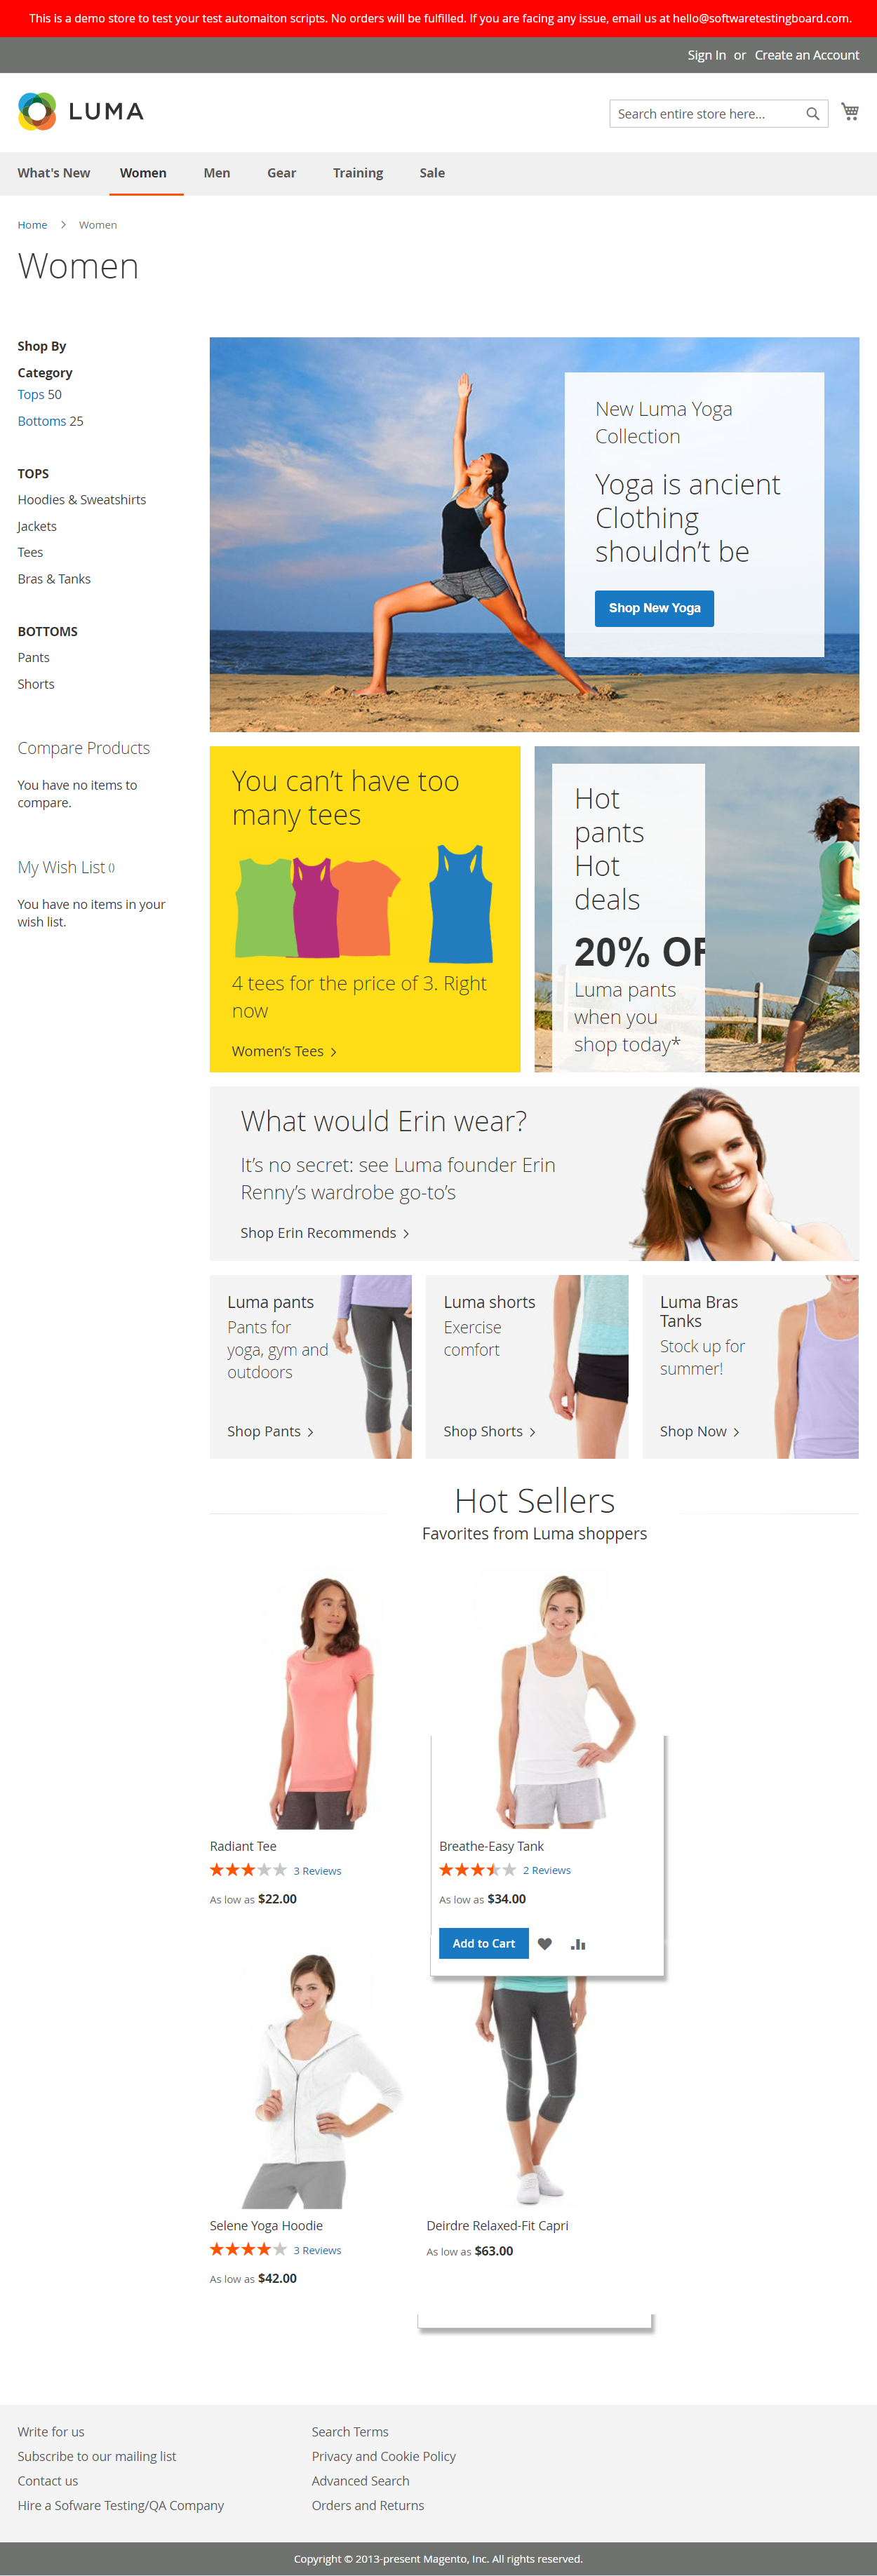 This is a demo store to test your test automaiton scripts. No orders will be fulfilled. If you are facing any issue, email us at hello@softwaretestingboard.com.
Sign In or Create an Account
LUMA
Search entire store here...
What's New Women Men Gear Training Sale
Home > Women
Women
Shop By
Category
Tops 50
Bottoms 25
TOPS
Hoodies & Sweatshirts
Jackets
Tees
Bras & Tanks
BOTTOMS
Pants
Shorts
Compare Products
You have no items to
compare.
My Wish List ()
You have no items in your
wish list.
New Luma Yoga
Collection
Yoga is ancient
Clothing
shouldn’t be
Shop New Yoga
You can’t have too
many tees
4 tees for the price of 3. Right
now
Women’s Tees >
Hot
pants
Hot
deals
20% OF
Luma pants
when you
shop today*
What would Erin wear?
It’s no secret: see Luma founder Erin
Renny’s wardrobe go-to’s
Shop Erin Recommends >
Luma pants
Pants for
yoga, gym and
outdoors
Shop Pants >
Luma shorts
Exercise
comfort
Shop Shorts >
Luma Bras
Tanks
Stock up for
summer!
Shop Now >
Hot Sellers
Favorites from Luma shoppers
Radiant Tee
3 Reviews
As low as $22.00
Breathe-Easy Tank
2 Reviews
As low as $34.00
Add to Cart
Selene Yoga Hoodie
3 Reviews
As low as $42.00
Deirdre Relaxed-Fit Capri
As low as $63.00
Write for us
Subscribe to our mailing list
Contact us
Hire a Sofware Testing/QA Company
Search Terms
Privacy and Cookie Policy
Advanced Search
Orders and Returns
Copyright © 2013-present Magento, Inc. All rights reserved.